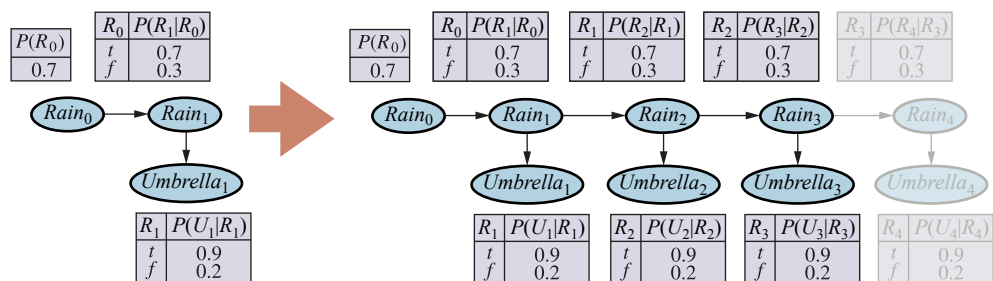 P(R₀)
0.7
R₀ P(R₁|R₀)
t 0.7
f 0.3
Rain₀
Rain₁
Umbrella₁
R₁ P(U₁|R₁)
t 0.9
f 0.2
P(R₀)
0.7
R₀ P(R₁|R₀)
t 0.7
f 0.3
R₁ P(R₂|R₁)
t 0.7
f 0.3
R₂ P(R₃|R₂)
t 0.7
f 0.3
R₃ P(R₄|R₃)
t 0.7
f 0.3
Rain₀
Rain₁
Rain₂
Rain₃
Rain₄
Umbrella₁
Umbrella₂
Umbrella₃
Umbrella₄
R₁ P(U₁|R₁)
t 0.9
f 0.2
R₂ P(U₂|R₂)
t 0.9
f 0.2
R₃ P(U₃|R₃)
t 0.9
f 0.2
R₄ P(U₄|R₄)
t 0.9
f 0.2